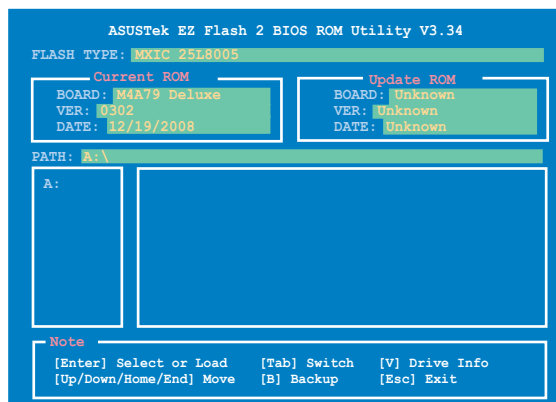 ASUSTek EZ Flash 2 BIOS ROM Utility V3.34
FLASH TYPE: MXIC 25L8005
Current ROM
BOARD: M4A79 Deluxe
VER: 0302
DATE: 12/19/2008
Update ROM
BOARD: Unknown
VER: Unknown
DATE: Unknown
PATH: A:\
A:
Note
[Enter] Select or Load [Tab] Switch [V] Drive Info
[Up/Down/Home/End] Move [B] Backup [Esc] Exit